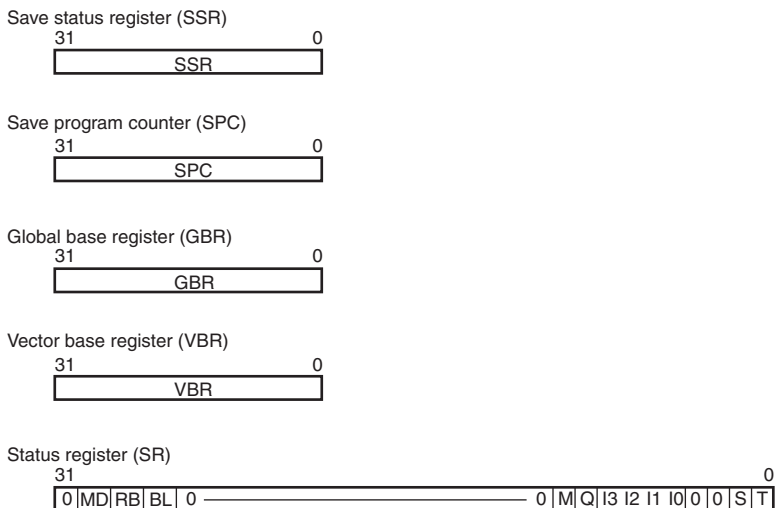 Save status register (SSR)
31 0
SSR
Save program counter (SPC)
31 0
SPC
Global base register (GBR)
31 0
GBR
Vector base register (VBR)
31 0
VBR
Status register (SR)
31 0
0 MD RB BL 0 0 M Q I3 I2 I1 I0 0 0 S T